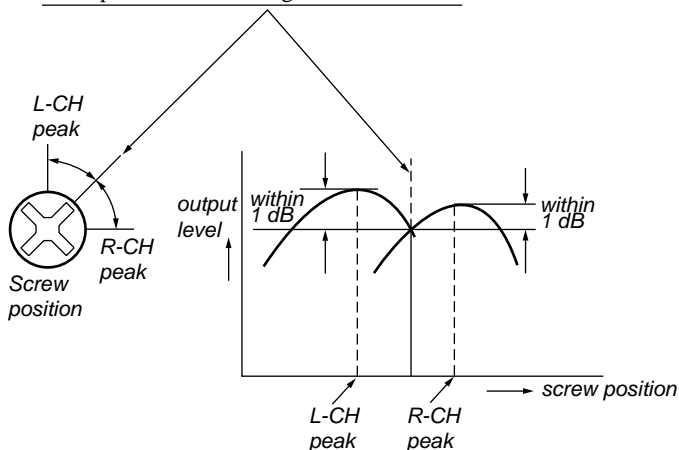 L-CH
peak
R-CH
peak
Screw
position
output
level
within
1 dB
within
1 dB
screw position
L-CH
peak
R-CH
peak